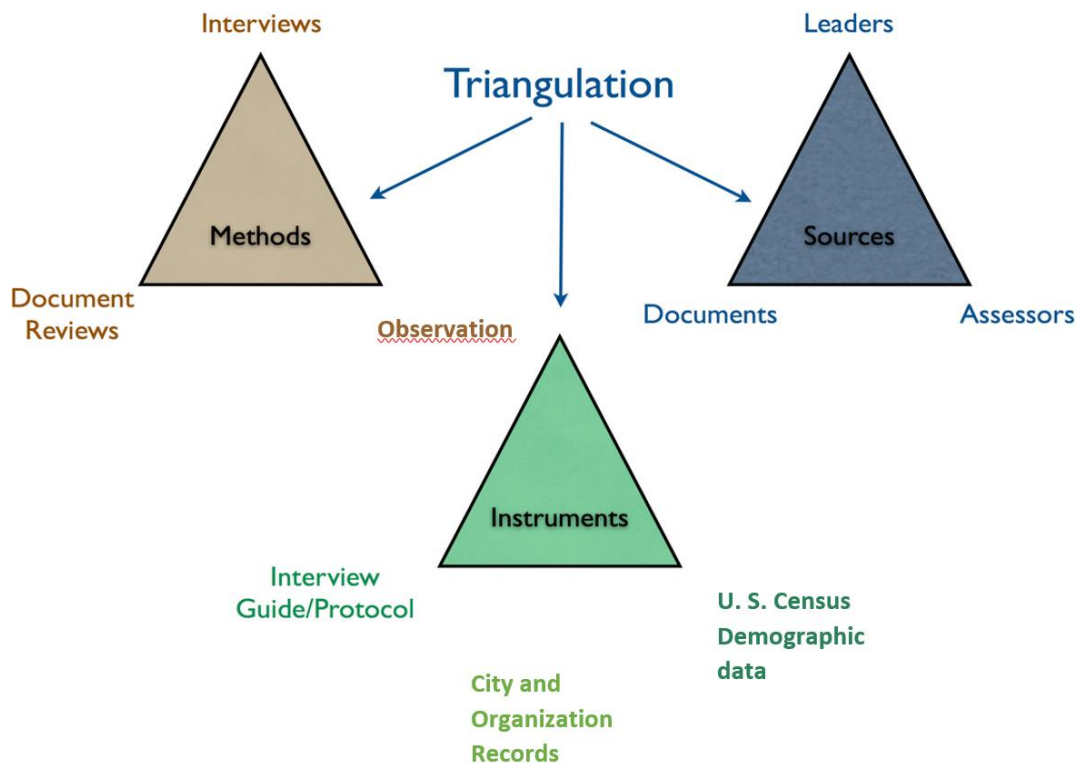 Interviews
Leaders
Triangulation
Methods
Sources
Document
Reviews
Observation
Documents
Assessors
Instruments
Interview
Guide/Protocol
U. S. Census
Demographic
data
City and
Organization
Records